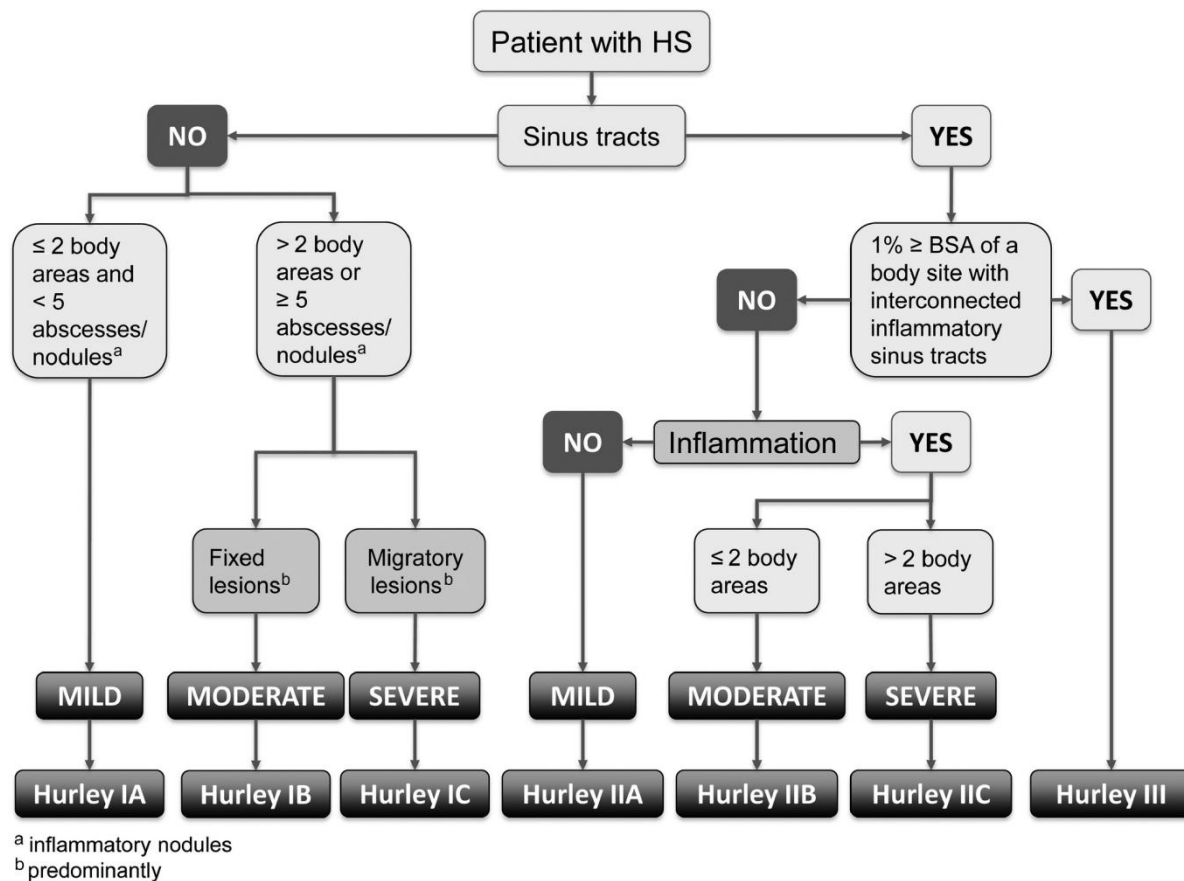 Patient with HS
NO
Sinus tracts
YES
≤ 2 body
areas and
< 5
abscesses/
nodulesᵃ
> 2 body
areas or
≥ 5
abscesses/
nodulesᵃ
NO
1% ≥ BSA of a
body site with
interconnected
inflammatory
sinus tracts
YES
NO
Inflammation
YES
Fixed
lesionsᵇ
Migratory
lesionsᵇ
≤ 2 body
areas
> 2 body
areas
MILD
MODERATE
SEVERE
MILD
MODERATE
SEVERE
Hurley IA
Hurley IB
Hurley IC
Hurley IIA
Hurley IIB
Hurley IIC
Hurley III
ᵃ inflammatory nodules
ᵇ predominantly